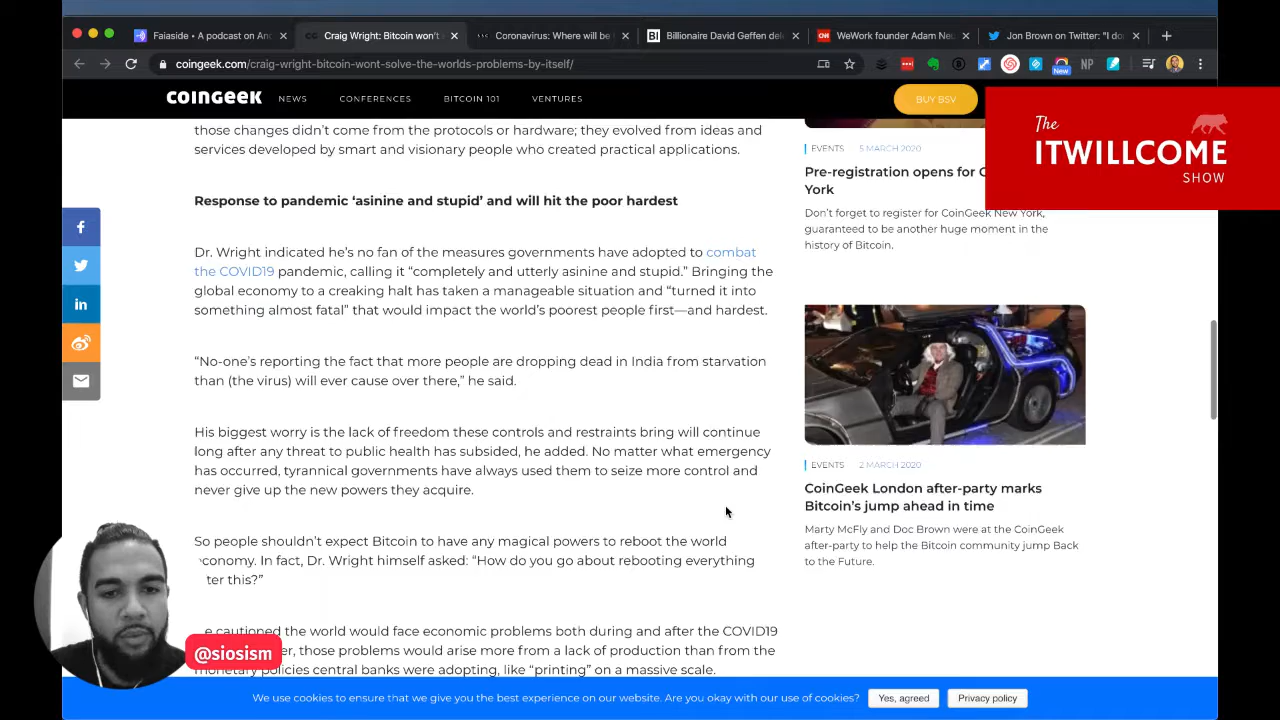 Faiaside • A podcast on And
Craig Wright: Bitcoin won't
Coronavirus: Where will be
BI
Billionaire David Geffen del
CNN
WeWork founder Adam Neu
Jon Brown on Twitter: "I do
coingeek.com/craig-wright-bitcoin-wont-solve-the-worlds-problems-by-itself/
New
NP
coingeek
NEWS
CONFERENCES
BITCOIN 101
VENTURES
BUY BSV
The
ITWILLCOME
SHOW
those changes didn't come from the protocols or hardware; they evolved from ideas and
services developed by smart and visionary people who created practical applications.
Response to pandemic ‘asinine and stupid’ and will hit the poor hardest
Dr. Wright indicated he’s no fan of the measures governments have adopted to combat
the COVID19 pandemic, calling it “completely and utterly asinine and stupid.” Bringing the
global economy to a creaking halt has taken a manageable situation and “turned it into
something almost fatal” that would impact the world’s poorest people first—and hardest.
“No-one’s reporting the fact that more people are dropping dead in India from starvation
than (the virus) will ever cause over there,” he said.
His biggest worry is the lack of freedom these controls and restraints bring will continue
long after any threat to public health has subsided, he added. No matter what emergency
has occurred, tyrannical governments have always used them to seize more control and
never give up the new powers they acquire.
So people shouldn’t expect Bitcoin to have any magical powers to reboot the world
conomy. In fact, Dr. Wright himself asked: “How do you go about rebooting everything
ter this?”
e cautioned the world would face economic problems both during and after the COVID19
er, those problems would arise more from a lack of production than from the
monetary policies central banks were adopting, like “printing” on a massive scale.
EVENTS 5 MARCH 2020
Pre-registration opens for C
York
Don’t forget to register for CoinGeek New York,
guaranteed to be another huge moment in the
history of Bitcoin.
EVENTS 2 MARCH 2020
CoinGeek London after-party marks
Bitcoin’s jump ahead in time
Marty McFly and Doc Brown were at the CoinGeek
after-party to help the Bitcoin community jump Back
to the Future.
@siosism
We use cookies to ensure that we give you the best experience on our website. Are you okay with our use of cookies?
Yes, agreed
Privacy policy